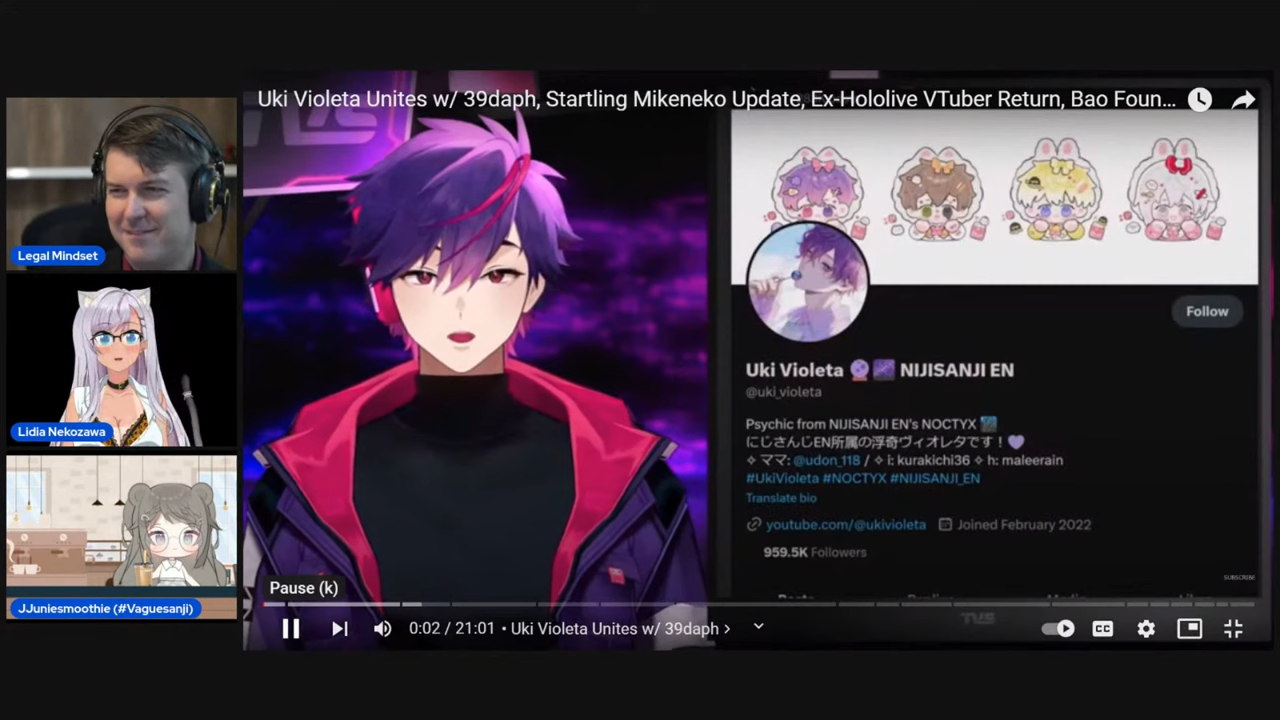 Uki Violeta Unites w/ 39daph, Startling Mikeneko Update, Ex-Hololive VTuber Return, Bao Foun...
Legal Mindset
Lidia Nekozawa
JJuniesmoothie (#Vaguesanji)
Follow
Uki Violeta 🔮🌌 NIJISANJI EN
@uki_violeta
Psychic from NIJISANJI EN's NOCTYX
にじさんじEN所属の浮奇ヴィオレタです！💜
✧ ママ: @udon_118 / ✧ i: kurakichi36 ✧ h: maleerain
#UkiVioleta #NOCTYX #NIJISANJI_EN
Translate bio
youtube.com/@ukivioleta Joined February 2022
959.5K Followers
SUBSCRIBE
Pause (k)
0:02 / 21:01 • Uki Violeta Unites w/ 39daph ›
CC